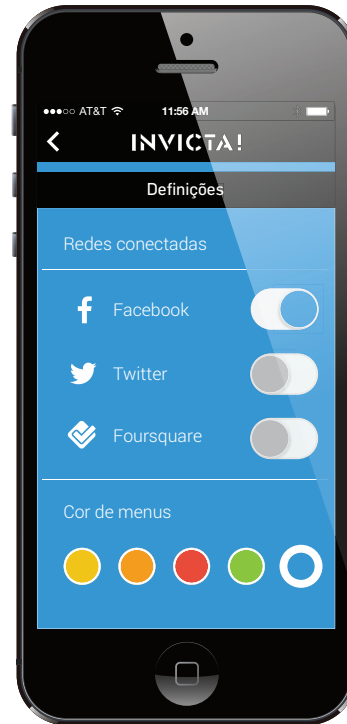 AT&T 11:56 AM
INVICTA!
Definições
Redes conectadas
Facebook
Twitter
Foursquare
Cor de menus